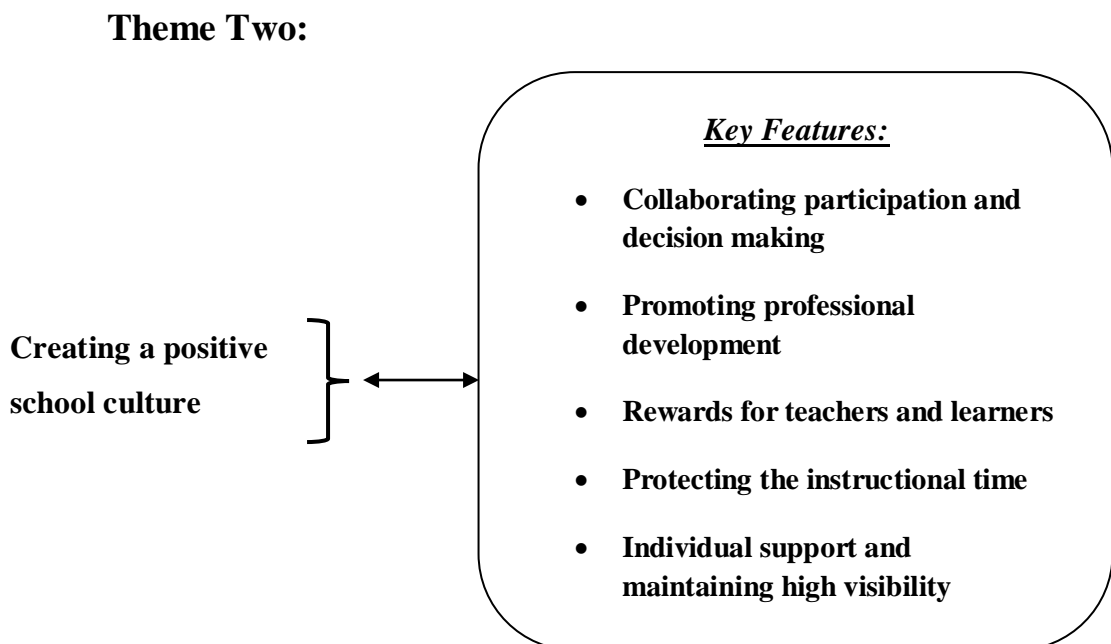 Theme Two:
Key Features:
• Collaborating participation and
decision making
• Promoting professional
development
Creating a positive
school culture
• Rewards for teachers and learners
• Protecting the instructional time
• Individual support and
maintaining high visibility